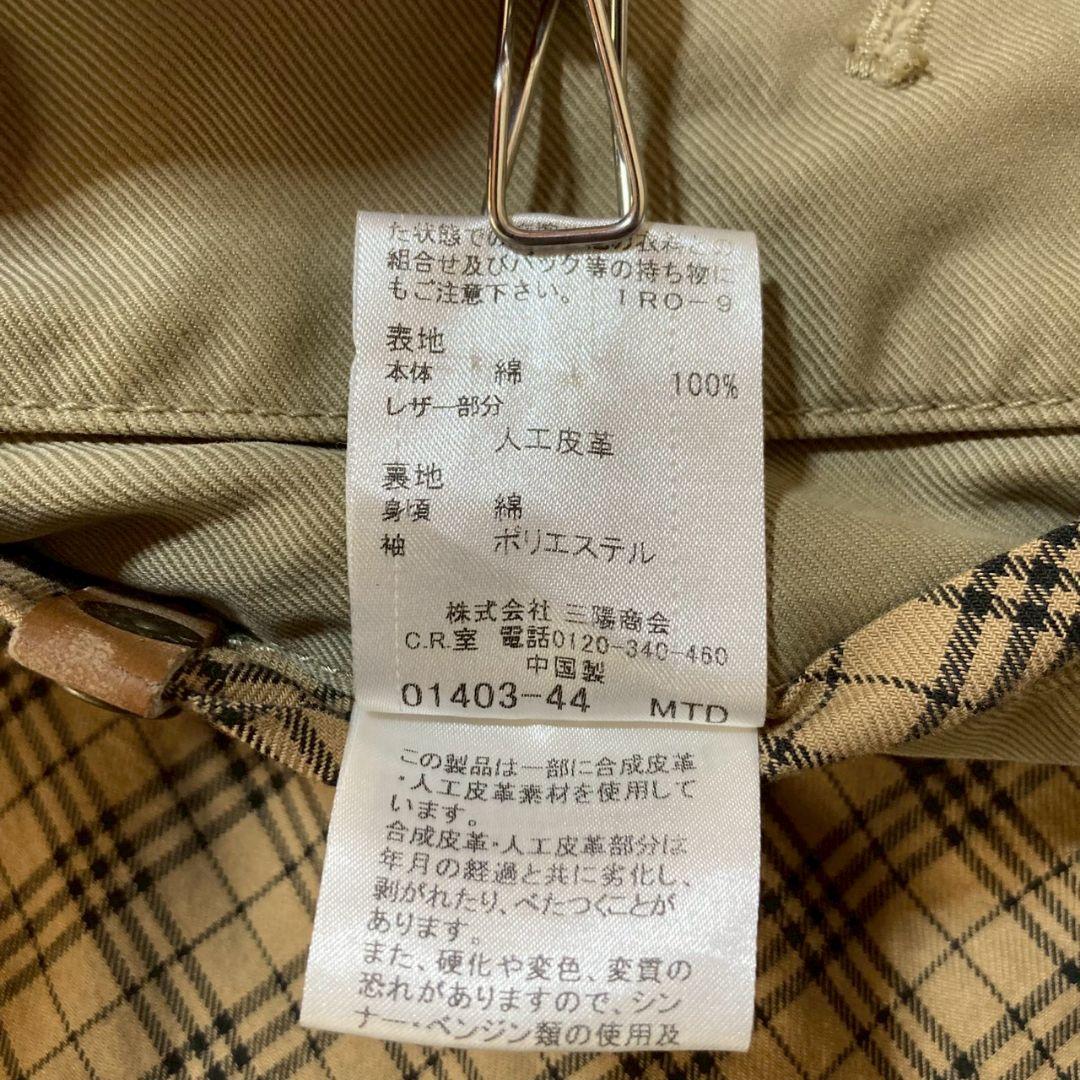 た状態での
組合せ及びバッグ等の持ち物に
もご注意下さい。 IRO-9
表地
本体 綿 100%
レザー部分
人工皮革
裏地
身頃 綿
袖 ポリエステル
株式会社 三陽商会
C.R.室 電話0120-340-460
中国製
01403-44 MTD
この製品は一部に合成皮革
・人工皮革素材を使用して
います。
合成皮革・人工皮革部分は
年月の経過と共に劣化し、
剥がれたり、べたつくことが
あります。
また、硬化や変色、変質の
恐れがありますので、シン
ナー・ベンジン類の使用及